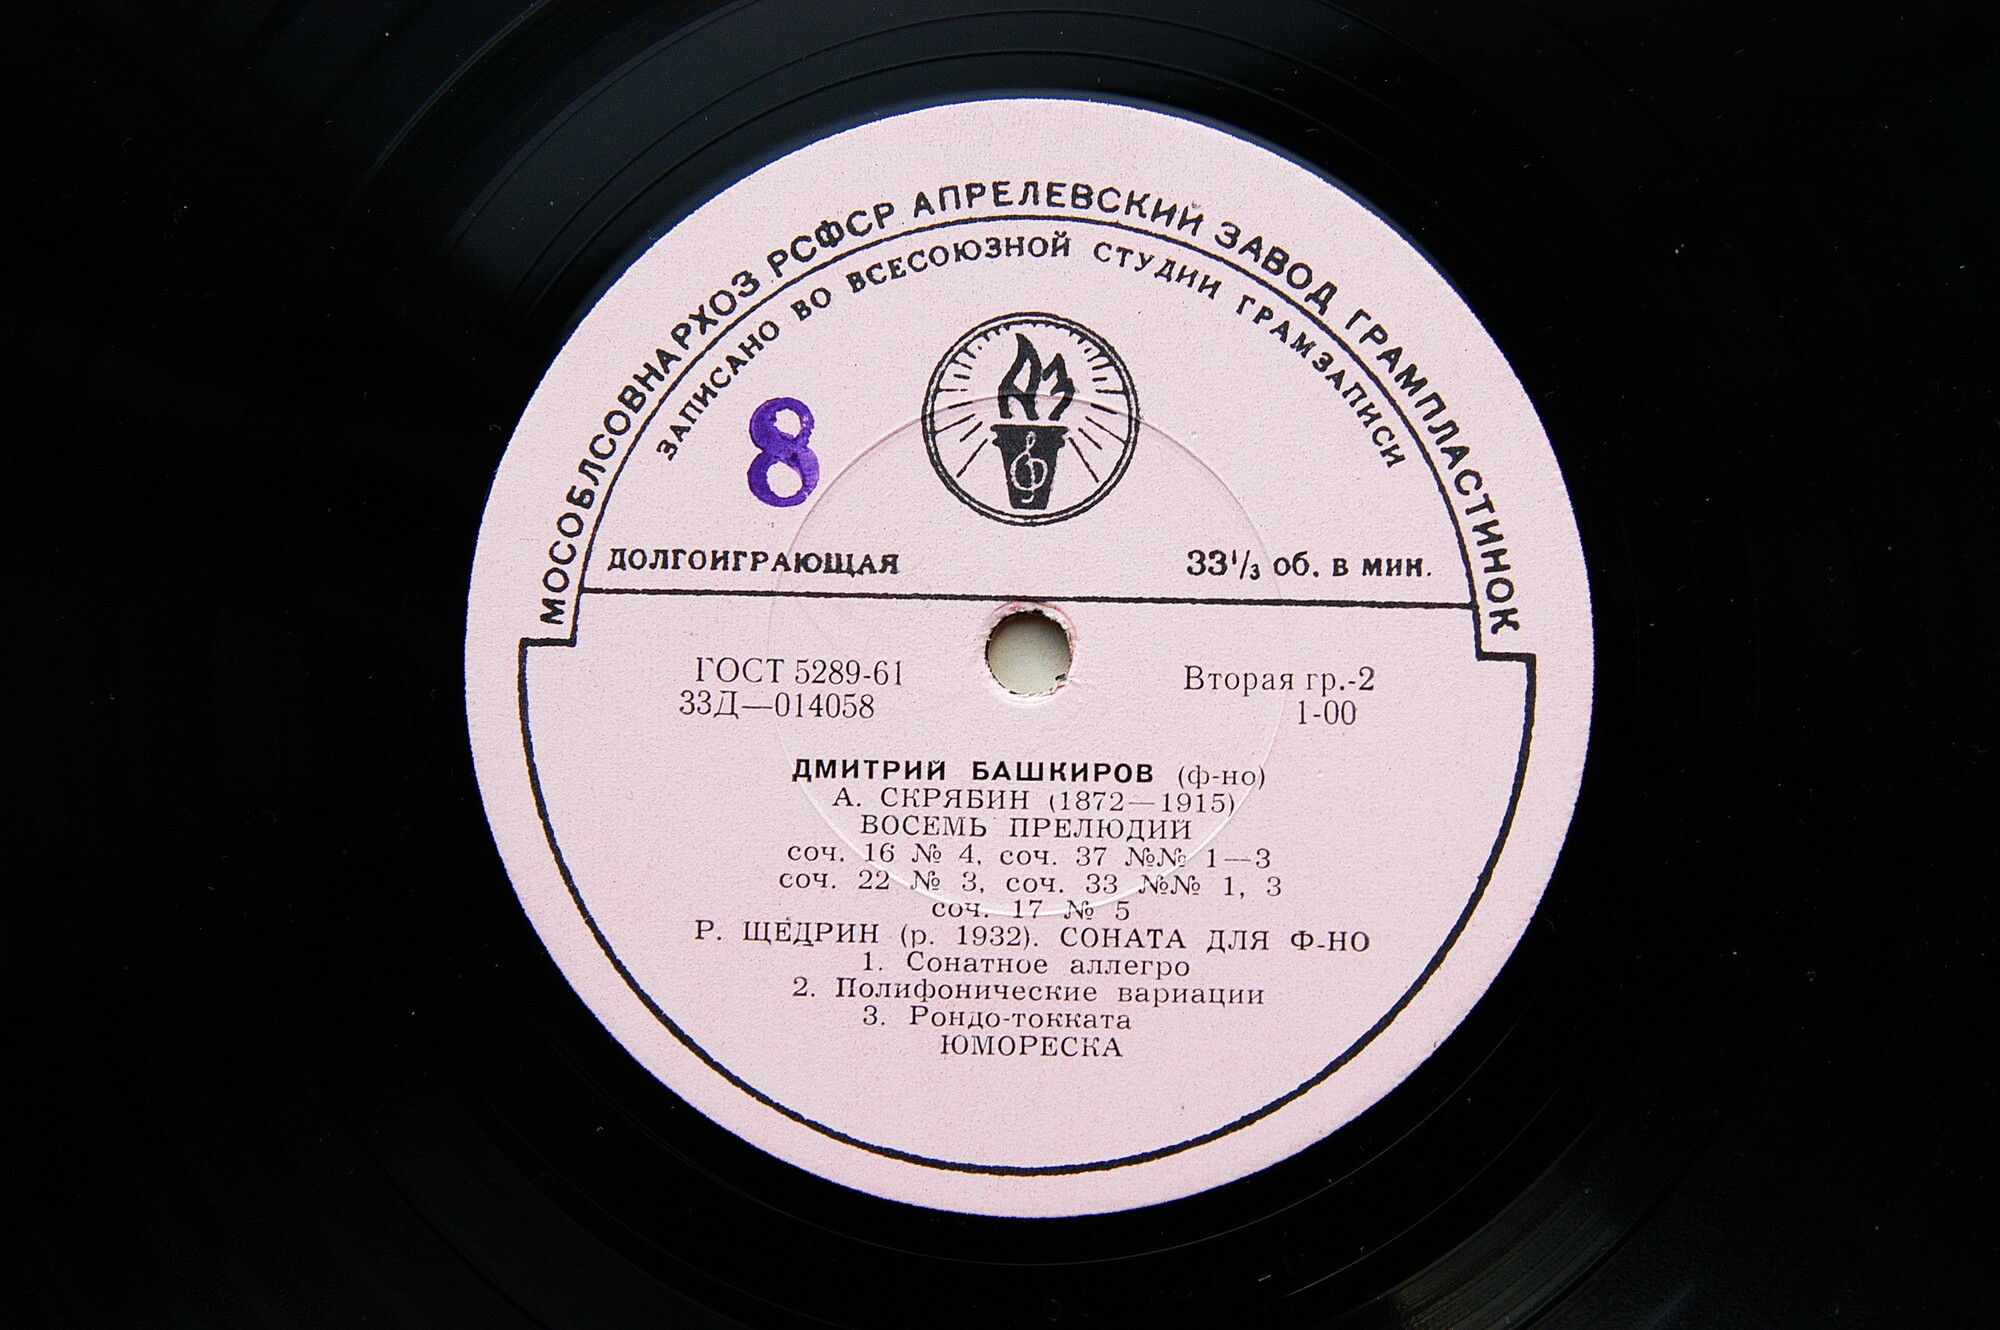 МОСОБЛСОВНАРХОЗ РСФСР АПРЕЛЕВСКИЙ ЗАВОД ГРАМПЛАСТИНОК
ЗАПИСАНО ВО ВСЕСОЮЗНОЙ СТУДИИ ГРАМЗАПИСИ
8
ДОЛГОИГРАЮЩАЯ 33⅓ об. в мин.
ГОСТ 5289-61 Вторая гр.-2
33Д—014058 1-00
ДМИТРИЙ БАШКИРОВ (ф-но)
А. СКРЯБИН (1872—1915)
ВОСЕМЬ ПРЕЛЮДИЙ
соч. 16 № 4, соч. 37 №№ 1—3
соч. 22 № 3, соч. 33 №№ 1, 3
соч. 17 № 5
Р. ЩЕДРИН (р. 1932). СОНАТА ДЛЯ Ф-НО
1. Сонатное аллегро
2. Полифонические вариации
3. Рондо-токката
ЮМОРЕСКА